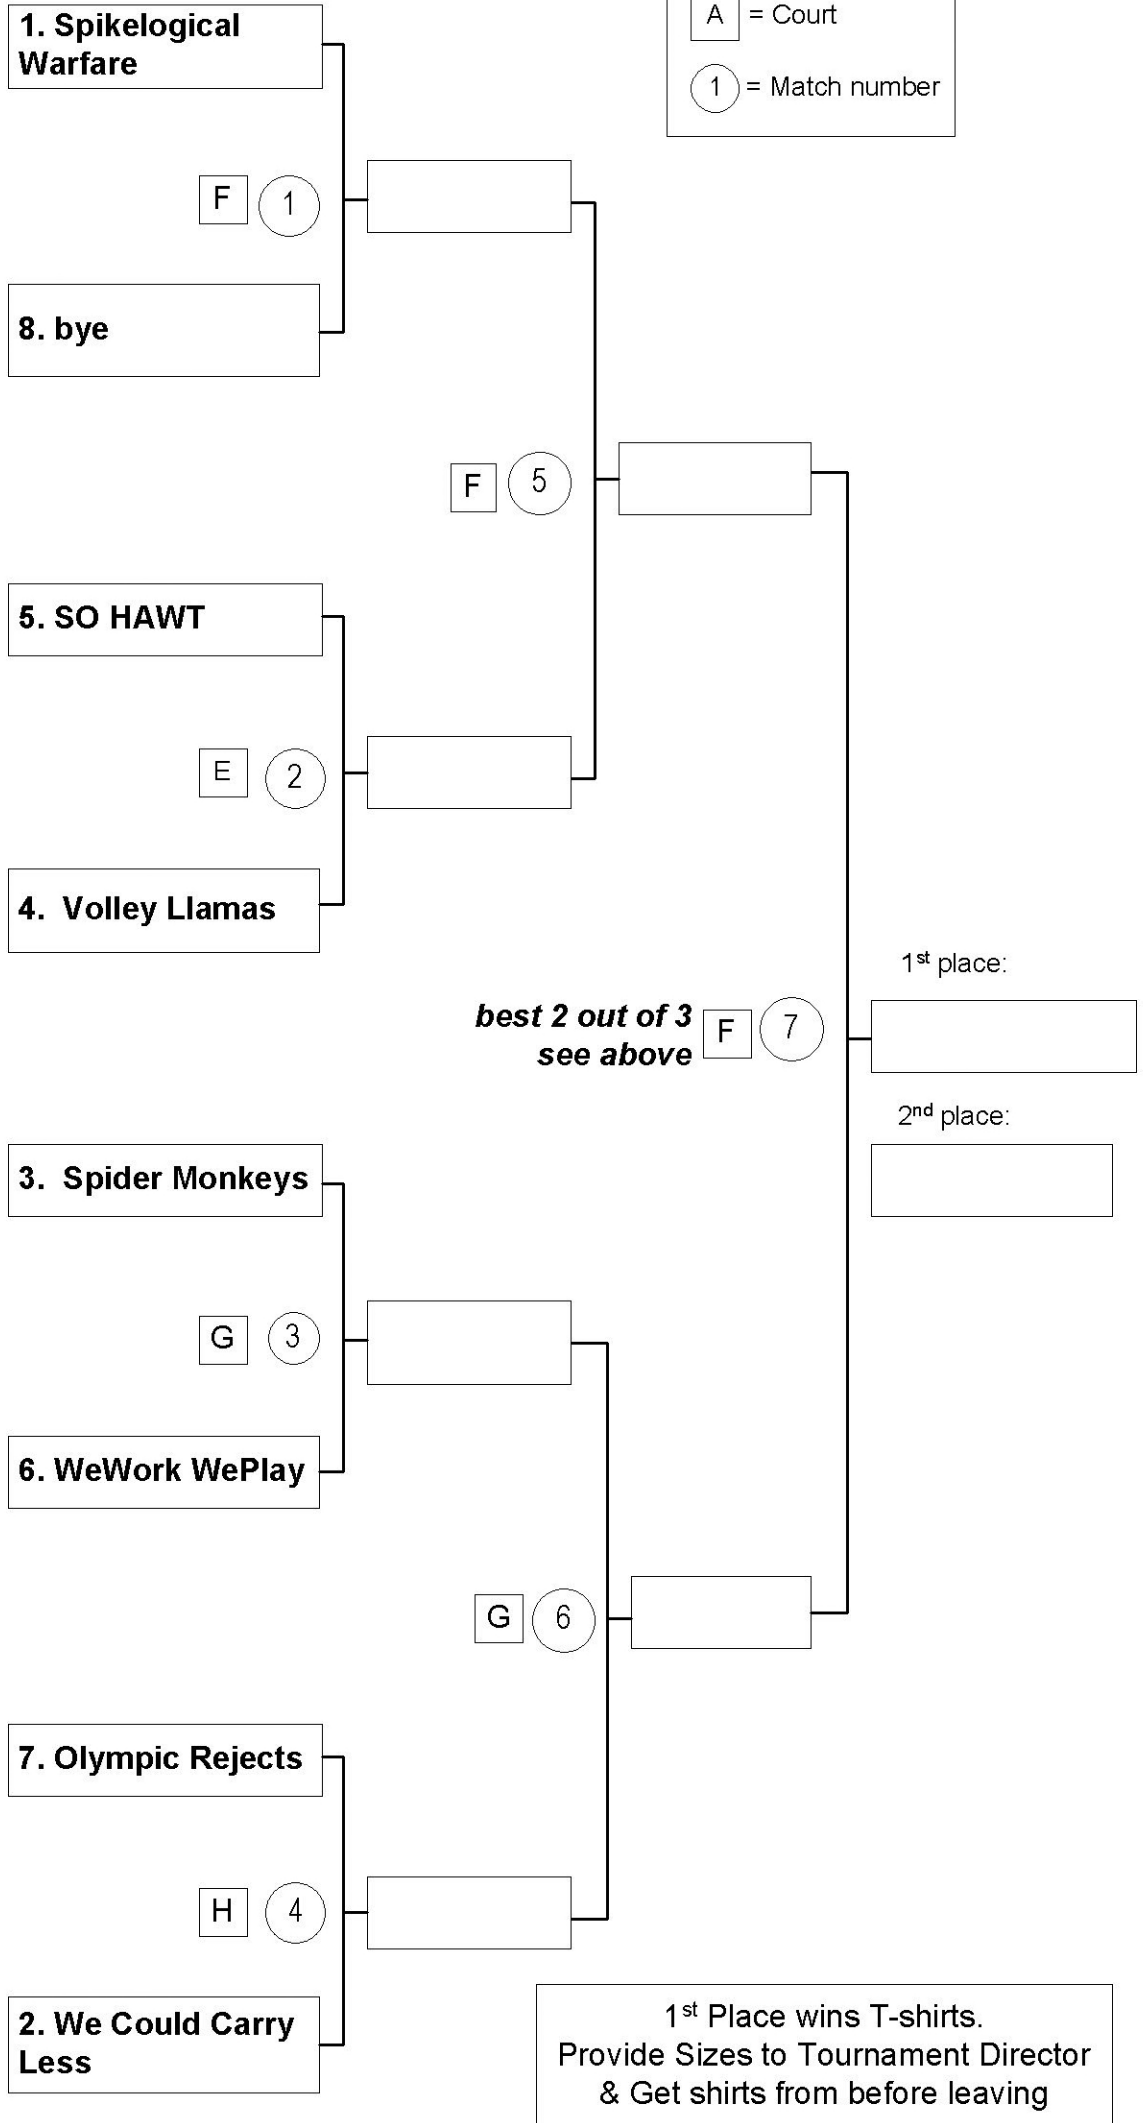 1. Spikelogical
Warfare
A = Court
1 = Match number
F 1
8. bye
F 5
5. SO HAWT
E 2
4. Volley Llamas
1st place:
best 2 out of 3
see above
F 7
2nd place:
3. Spider Monkeys
G 3
6. WeWork WePlay
G 6
7. Olympic Rejects
H 4
2. We Could Carry
Less
1st Place wins T-shirts.
Provide Sizes to Tournament Director
& Get shirts from before leaving